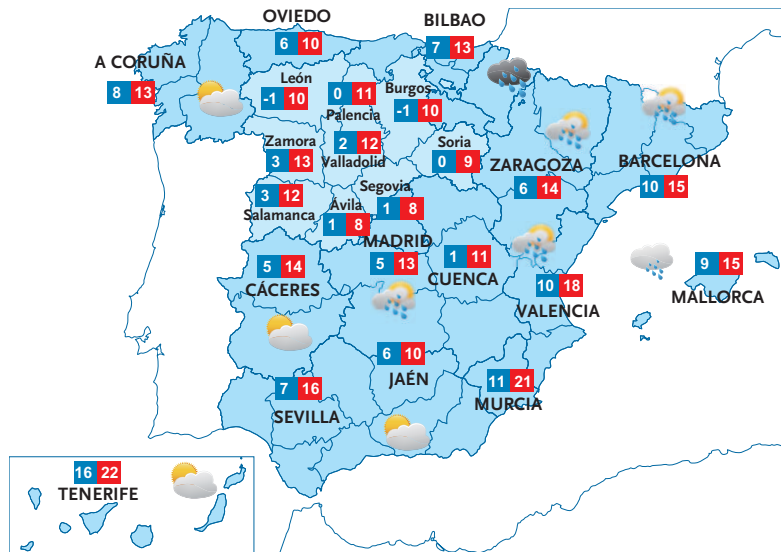 OVIEDO
6 10
BILBAO
7 13
A CORUÑA
8 13
León
-1 10
0 11
Palencia
Burgos
-1 10
Zamora
3 13
2 12
Valladolid
Soria
0 9
ZARAGOZA
6 14
BARCELONA
10 15
3 12
Salamanca
Ávila
1 8
Segovia
1 8
MADRID
5 13
1 11
CUENCA
5 14
CÁCERES
10 18
VALENCIA
9 15
MALLORCA
6 10
JAÉN
11 21
MURCIA
7 16
SEVILLA
16 22
TENERIFE